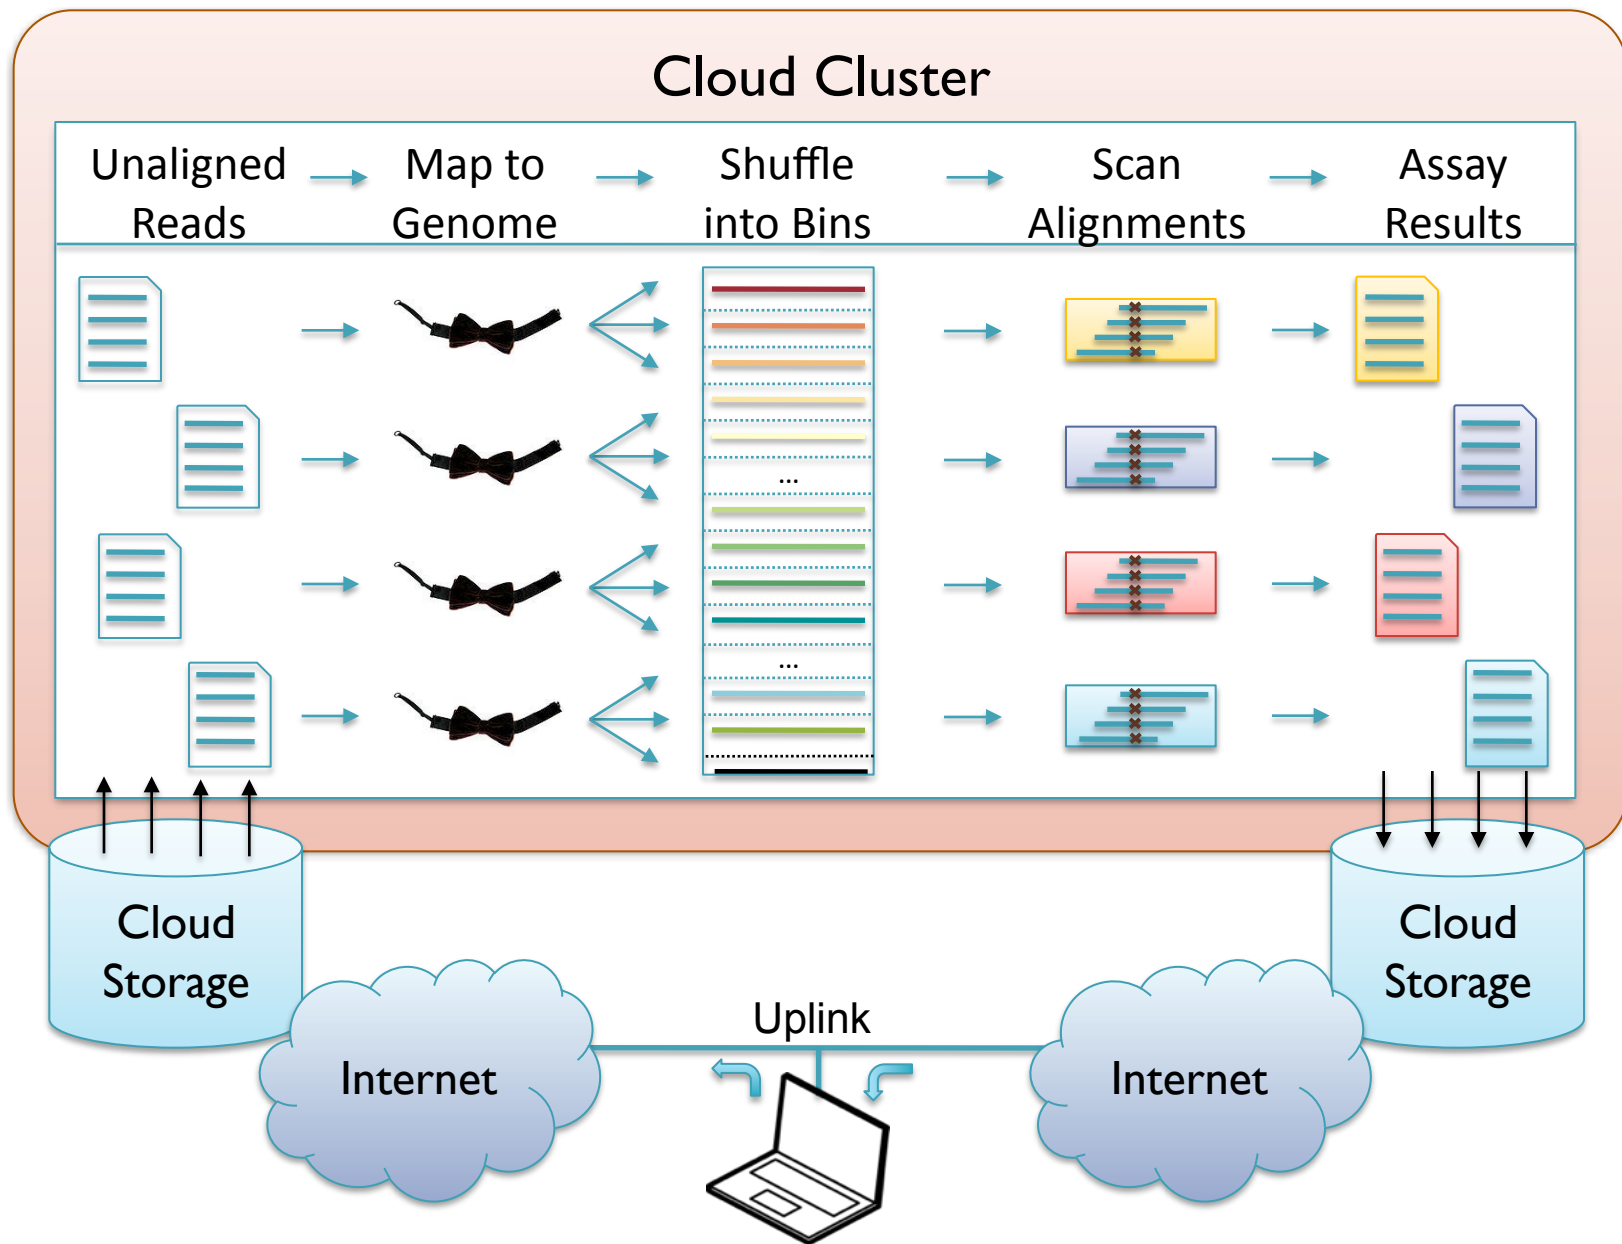 Cloud Cluster
Unaligned
Reads
Map to
Genome
Shuffle
into Bins
Scan
Alignments
Assay
Results
...
...
Cloud
Storage
Cloud
Storage
Uplink
Internet
Internet